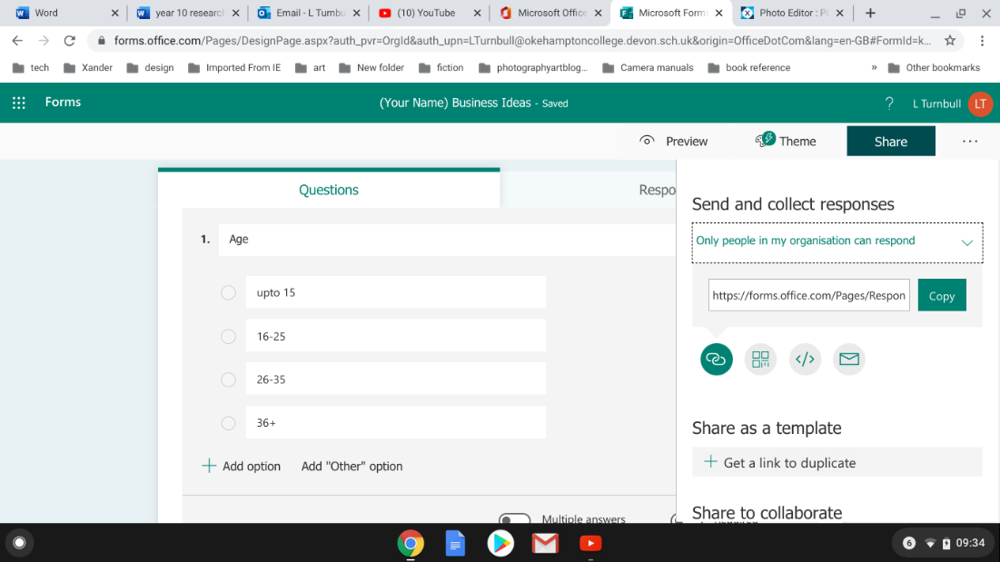 Word
year 10 research
Email - L Turnbu
(10) YouTube
Microsoft Office
Microsoft Form
Photo Editor : Pi
forms.office.com/Pages/DesignPage.aspx?auth_pvr=OrgId&auth_upn=LTurnbull@okehamptoncollege.devon.sch.uk&origin=OfficeDotCom&lang=en-GB#FormId=k...
tech
Xander
design
Imported From IE
art
New folder
fiction
photographyartblog...
Camera manuals
book reference
»
Other bookmarks
Forms
(Your Name) Business Ideas - Saved
?
L Turnbull
LT
Preview
Theme
Share
...
Questions
Respo
Send and collect responses
Only people in my organisation can respond
https://forms.office.com/Pages/Respon
Copy
1. Age
upto 15
16-25
26-35
36+
Add option
Add "Other" option
Multiple answers
Share as a template
Get a link to duplicate
Share to collaborate
6
09:34